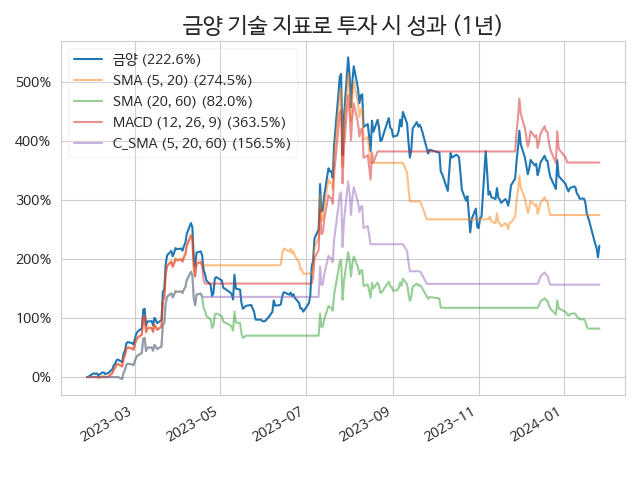 금양 기술 지표로 투자 시 성과 (1년)
금양 (222.6%)
SMA (5, 20) (274.5%)
SMA (20, 60) (82.0%)
MACD (12, 26, 9) (363.5%)
C_SMA (5, 20, 60) (156.5%)
500%
400%
300%
200%
100%
0%
2023−03
2023−05
2023−07
2023−09
2023−11
2024−01